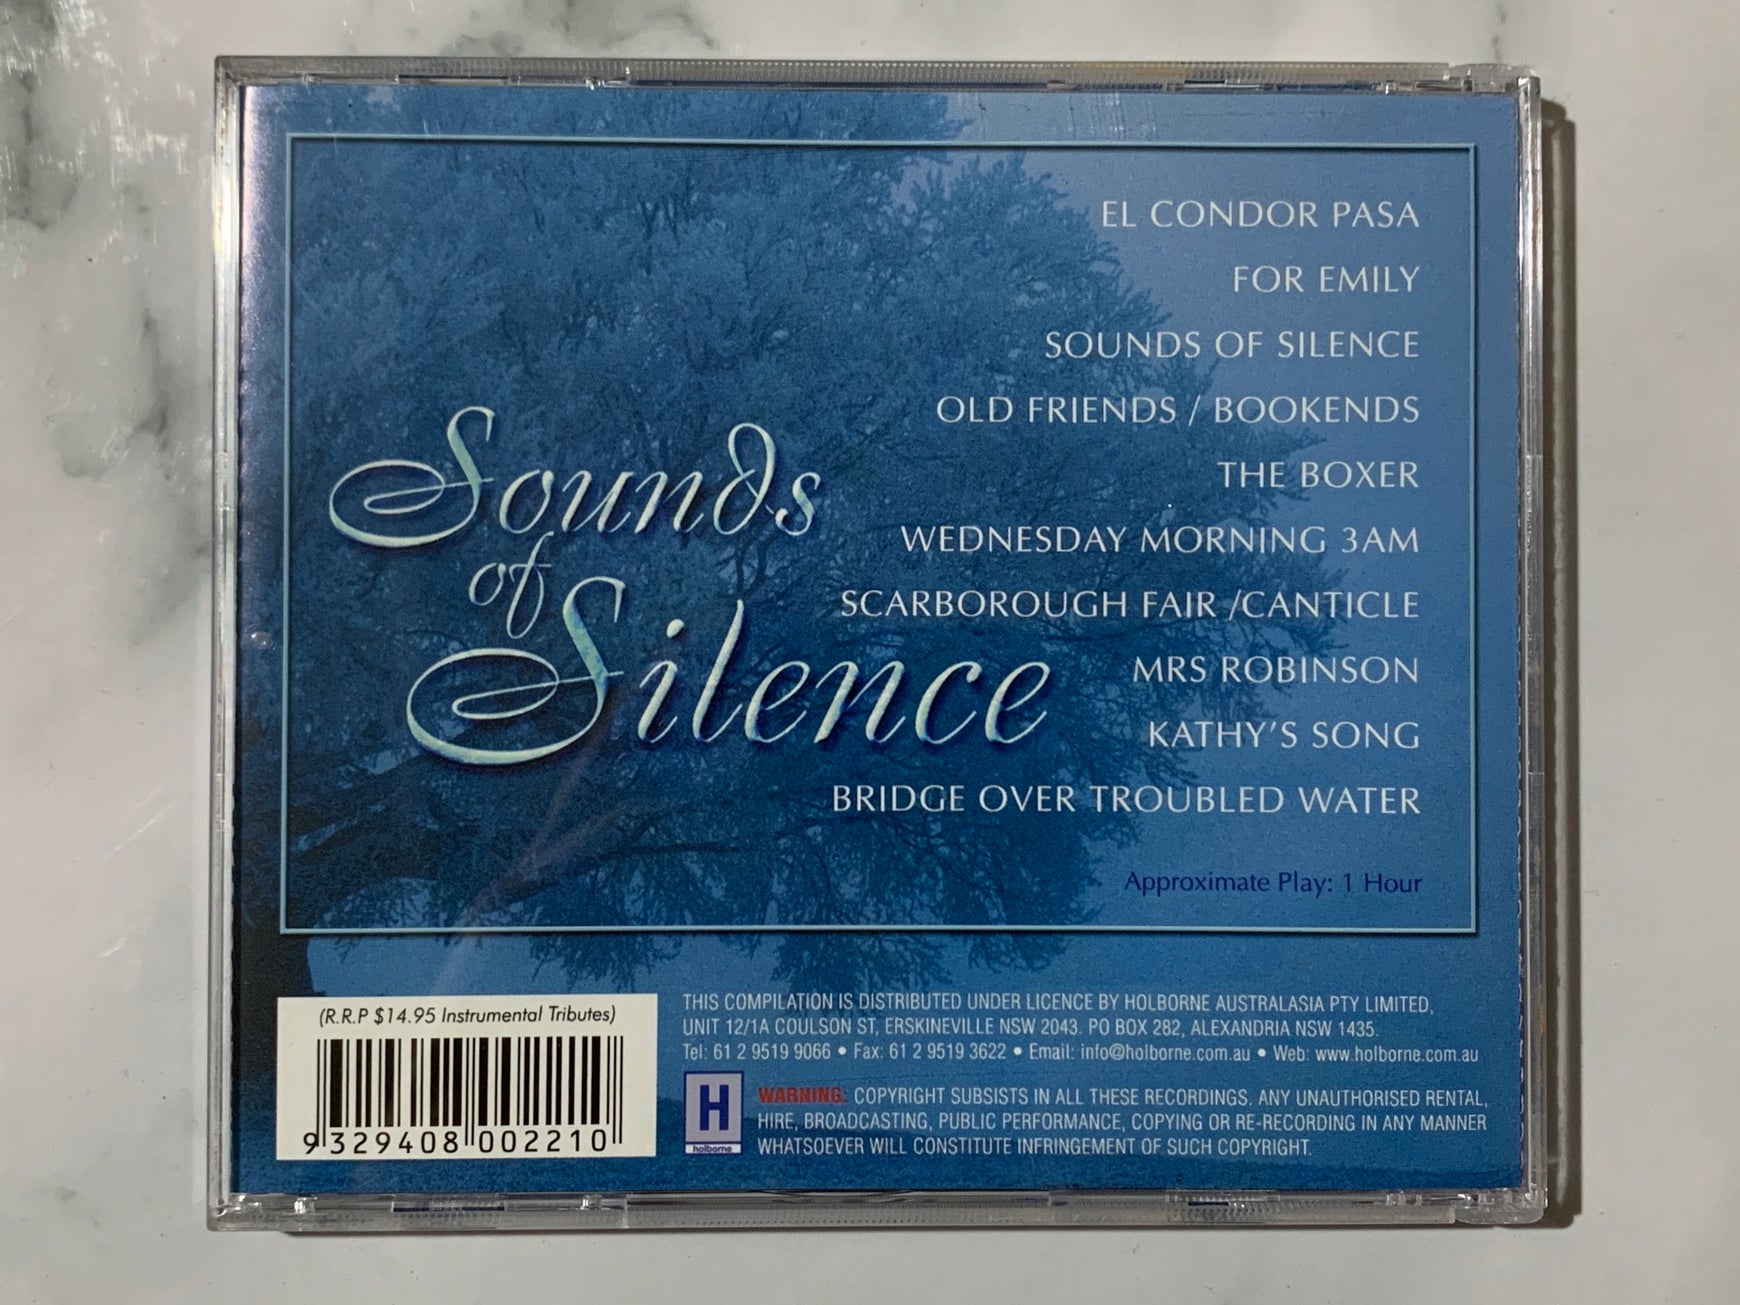 EL CONDOR PASA
FOR EMILY
SOUNDS OF SILENCE
OLD FRIENDS / BOOKENDS
THE BOXER
WEDNESDAY MORNING 3AM
SCARBOROUGH FAIR /CANTICLE
MRS ROBINSON
KATHY'S SONG
BRIDGE OVER TROUBLED WATER
Approximate Play: 1 Hour
Sounds
of
Silence
(R.R.P $14.95 Instrumental Tributes)
9 329408 002210
THIS COMPILATION IS DISTRIBUTED UNDER LICENCE BY HOLBORNE AUSTRALASIA PTY LIMITED,
UNIT 12/1A COULSON ST, ERSKINEVILLE NSW 2043. PO BOX 282, ALEXANDRIA NSW 1435.
Tel: 61 2 9519 9066 • Fax: 61 2 9519 3622 • Email: info@holborne.com.au • Web: www.holborne.com.au
H
holborne
WARNING: COPYRIGHT SUBSISTS IN ALL THESE RECORDINGS. ANY UNAUTHORISED RENTAL,
HIRE, BROADCASTING, PUBLIC PERFORMANCE, COPYING OR RE-RECORDING IN ANY MANNER
WHATSOEVER WILL CONSTITUTE INFRINGEMENT OF SUCH COPYRIGHT.